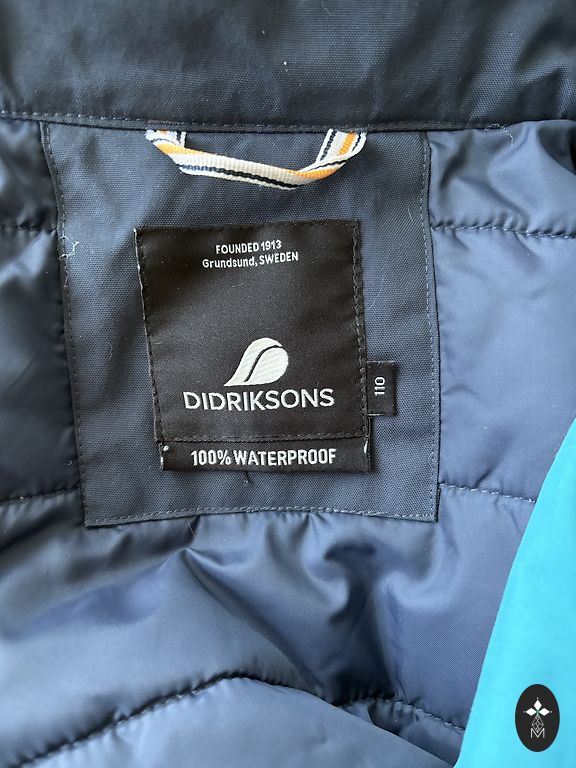 FOUNDED 1913
Grundsund, SWEDEN
DIDRIKSONS
110
100% WATERPROOF
M